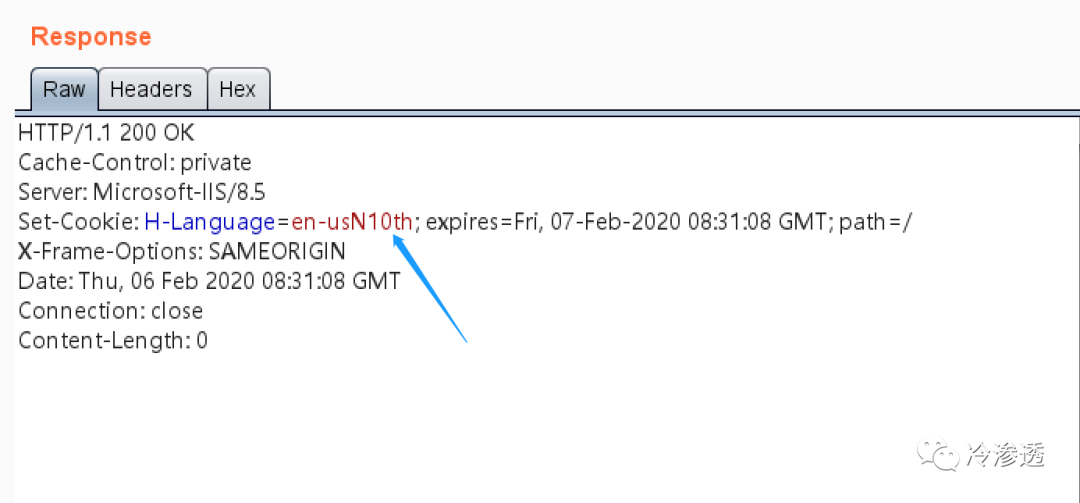 Response
Raw Headers Hex
HTTP/1.1 200 OK
Cache-Control: private
Server: Microsoft-IIS/8.5
Set-Cookie: H-Language=en-usN10th; expires=Fri, 07-Feb-2020 08:31:08 GMT; path=/
X-Frame-Options: SAMEORIGIN
Date: Thu, 06 Feb 2020 08:31:08 GMT
Connection: close
Content-Length: 0
冷渗透